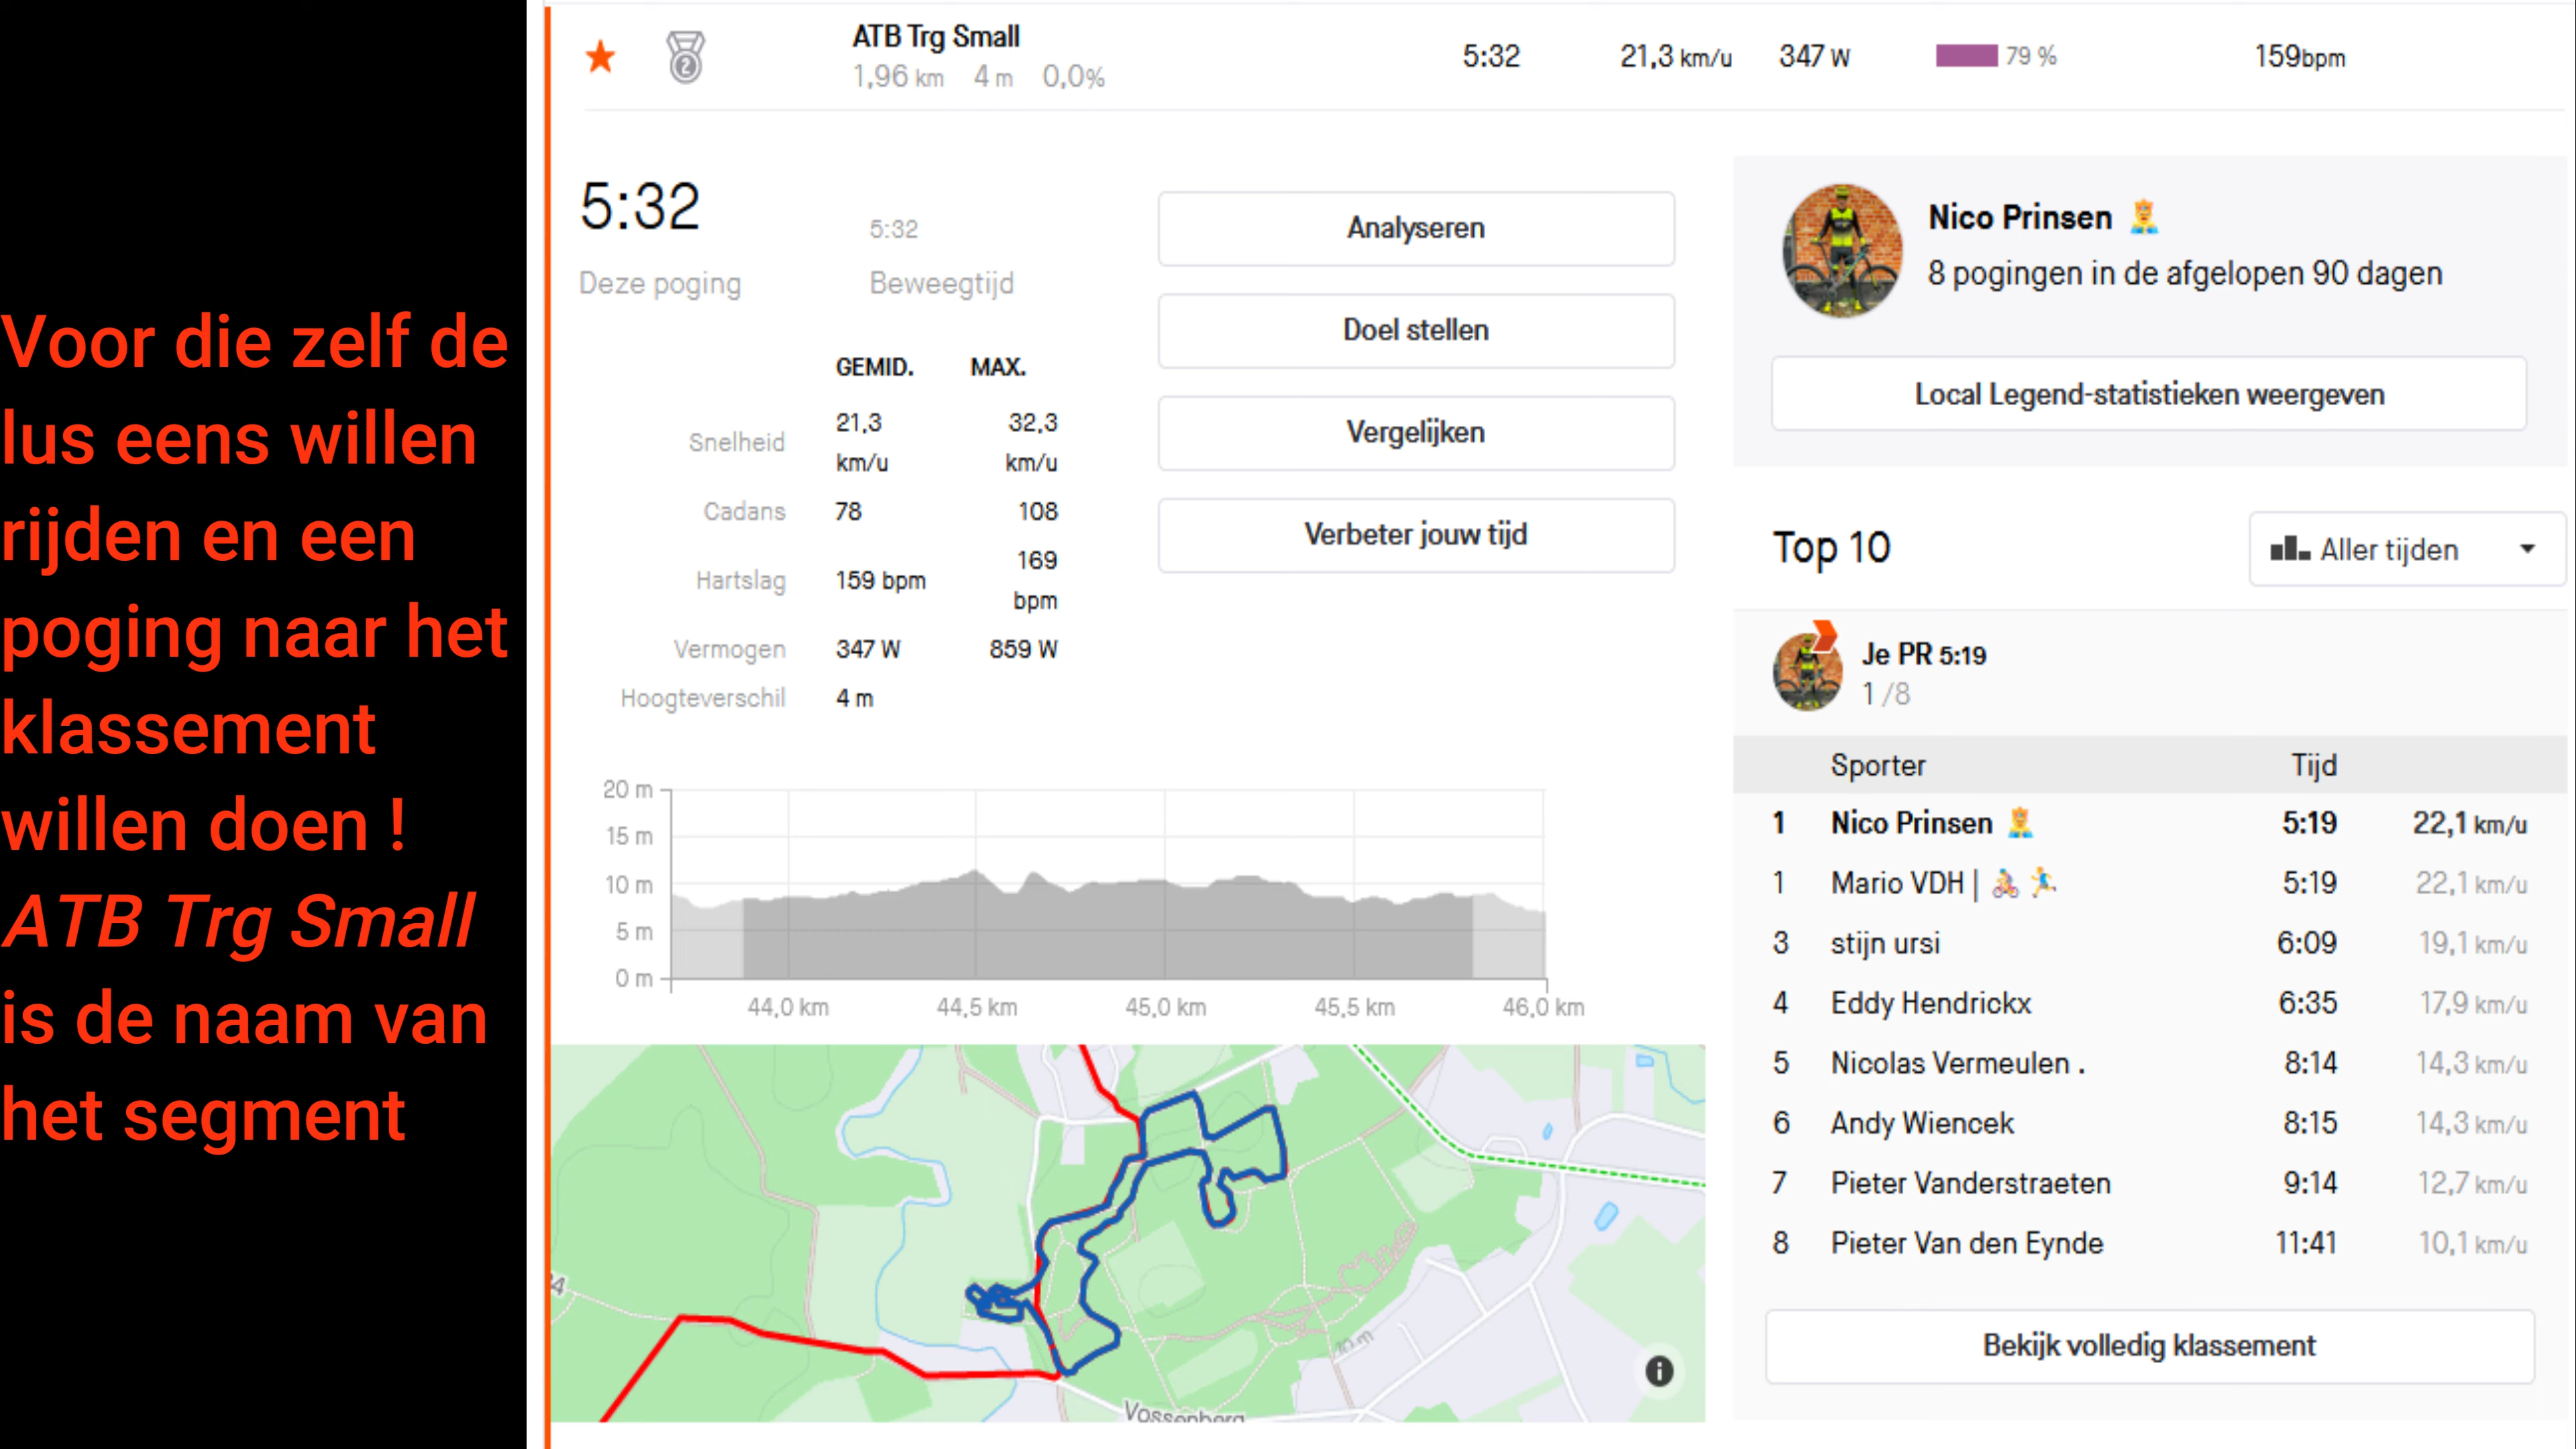 Voor die zelf de
lus eens willen
rijden en een
poging naar het
klassement
willen doen !
ATB Trg Small
is de naam van
het segment
ATB Trg Small 5:32 21,3 km/u 347 W 79 % 159bpm
2
1,96 km 4 m 0,0%
5:32 5:32
Deze poging Beweegtijd
GEMID. MAX.
Snelheid 21,3 km/u 32,3 km/u
Cadans 78 108
Hartslag 159 bpm 169 bpm
Vermogen 347 W 859 W
Hoogteverschil 4 m
Analyseren
Doel stellen
Vergelijken
Verbeter jouw tijd
20 m
15 m
10 m
5 m
0 m
44,0 km 44,5 km 45,0 km 45,5 km 46,0 km
10 m
Vossenberg
Nico Prinsen
8 pogingen in de afgelopen 90 dagen
Local Legend-statistieken weergeven
Top 10 Aller tijden
Je PR 5:19
1 /8
Sporter Tijd
1 Nico Prinsen 5:19 22,1 km/u
1 Mario VDH | 5:19 22,1 km/u
3 stijn ursi 6:09 19,1 km/u
4 Eddy Hendrickx 6:35 17,9 km/u
5 Nicolas Vermeulen . 8:14 14,3 km/u
6 Andy Wiencek 8:15 14,3 km/u
7 Pieter Vanderstraeten 9:14 12,7 km/u
8 Pieter Van den Eynde 11:41 10,1 km/u
Bekijk volledig klassement